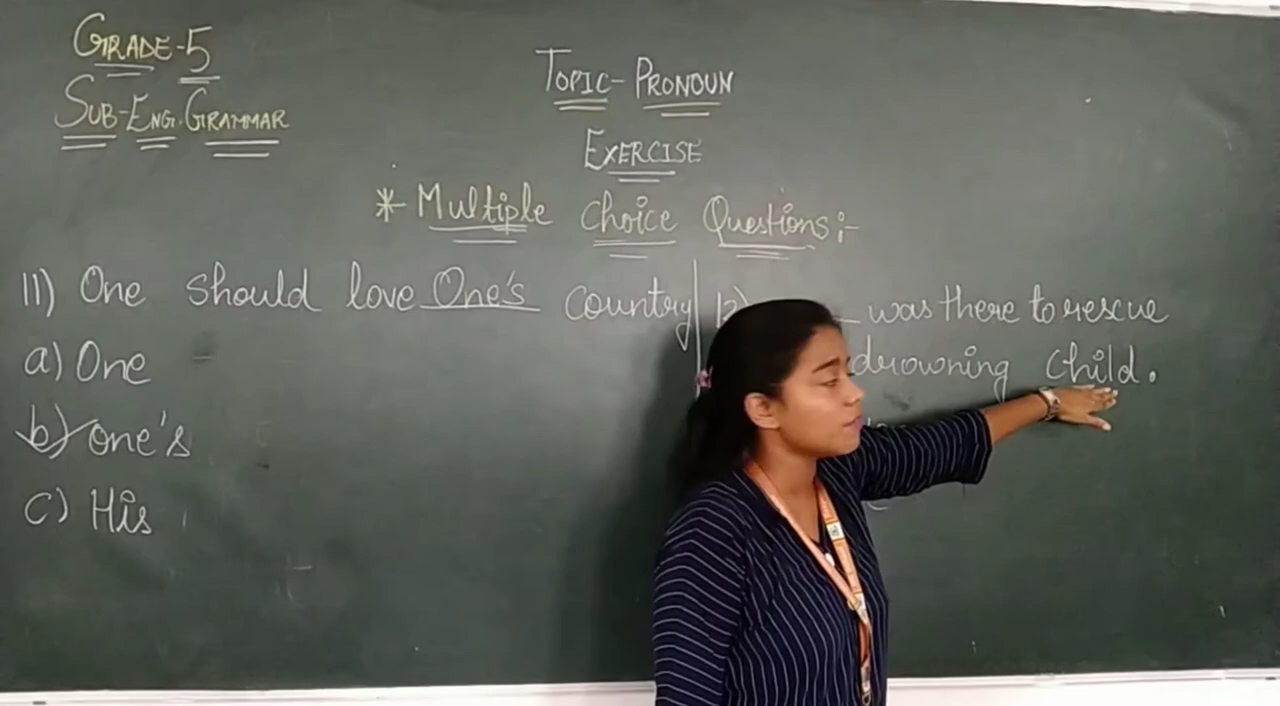 GRADE-5
SUB-ENG.GRAMMAR
TOPIC-PRONOUN
EXERCISE
* Multiple Choice Questions:-
11) One should love One's Country
a) One
b) one's
c) His
was there to rescue
drowning child.